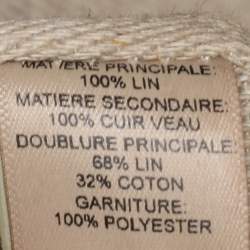 MATIERE PRINCIPALE:
100% LIN
MATIERE SECONDAIRE:
100% CUIR VEAU
DOUBLURE PRINCIPALE:
68% LIN
32% COTON
GARNITURE:
100% POLYESTER